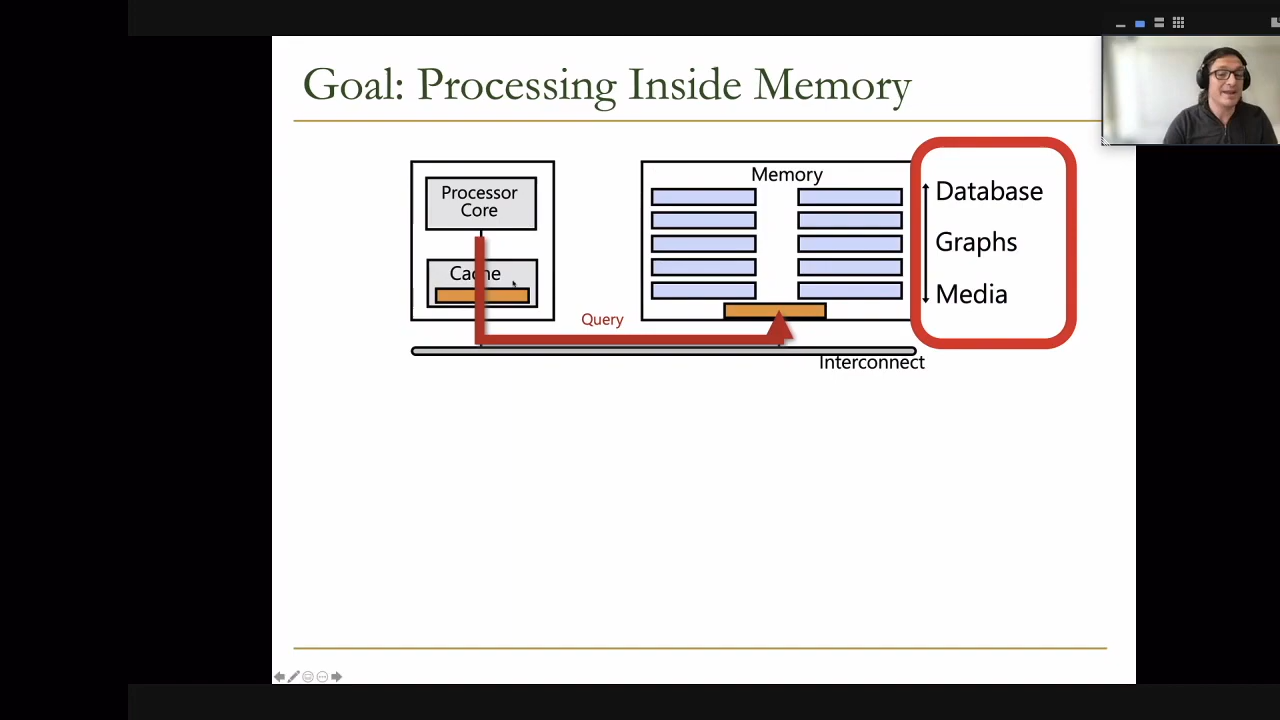 Goal: Processing Inside Memory
Processor
Core
Cache
Query
Memory
Database
Graphs
Media
Interconnect